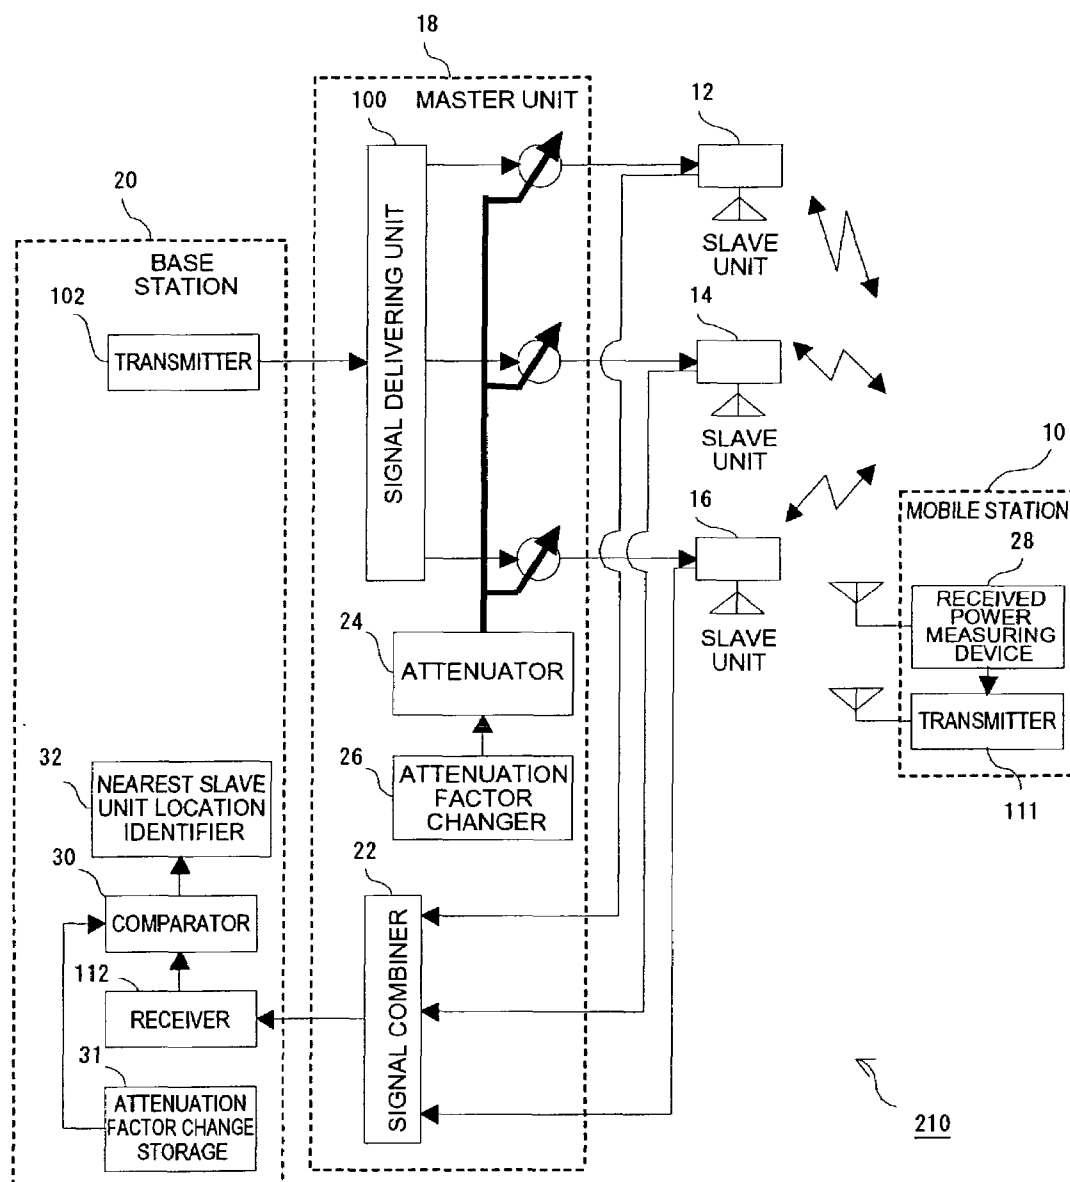 18
MASTER UNIT
100
SIGNAL DELIVERING UNIT
12
SLAVE
UNIT
20
BASE
STATION
102
TRANSMITTER
14
SLAVE
UNIT
10
MOBILE STATION
28
RECEIVED
POWER
MEASURING
DEVICE
TRANSMITTER
111
16
SLAVE
UNIT
24
ATTENUATOR
26
ATTENUATION
FACTOR
CHANGER
32
NEAREST SLAVE
UNIT LOCATION
IDENTIFIER
30
COMPARATOR
112
RECEIVER
31
ATTENUATION
FACTOR CHANGE
STORAGE
22
SIGNAL COMBINER
210